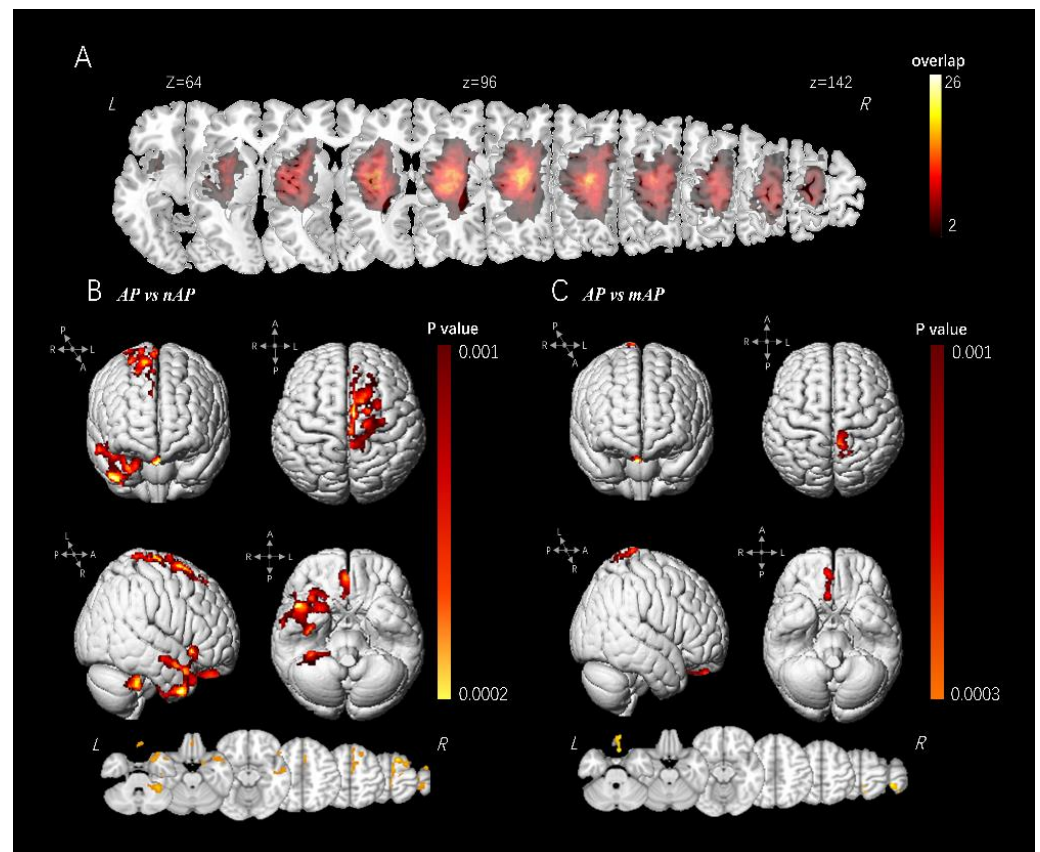 A
Z=64
z=96
z=142
overlap
L
R
26
2
B AP vs nAP
C AP vs mAP
P
R L
A
A
R L
P
P value
0.001
0.0002
L
P A
R
A
R L
P
L
R
P
R L
A
A
R L
P
P value
0.001
0.0003
L
P A
R
A
R L
P
L
R